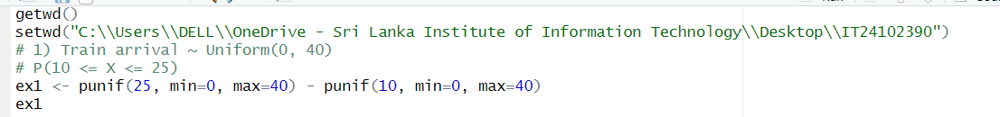 getwd()
setwd("C:\\Users\\DELL\\OneDrive - Sri Lanka Institute of Information Technology\\Desktop\\IT24102390")
# 1) Train arrival ~ Uniform(0, 40)
# P(10 <= X <= 25)
ex1 <- punif(25, min=0, max=40) - punif(10, min=0, max=40)
ex1